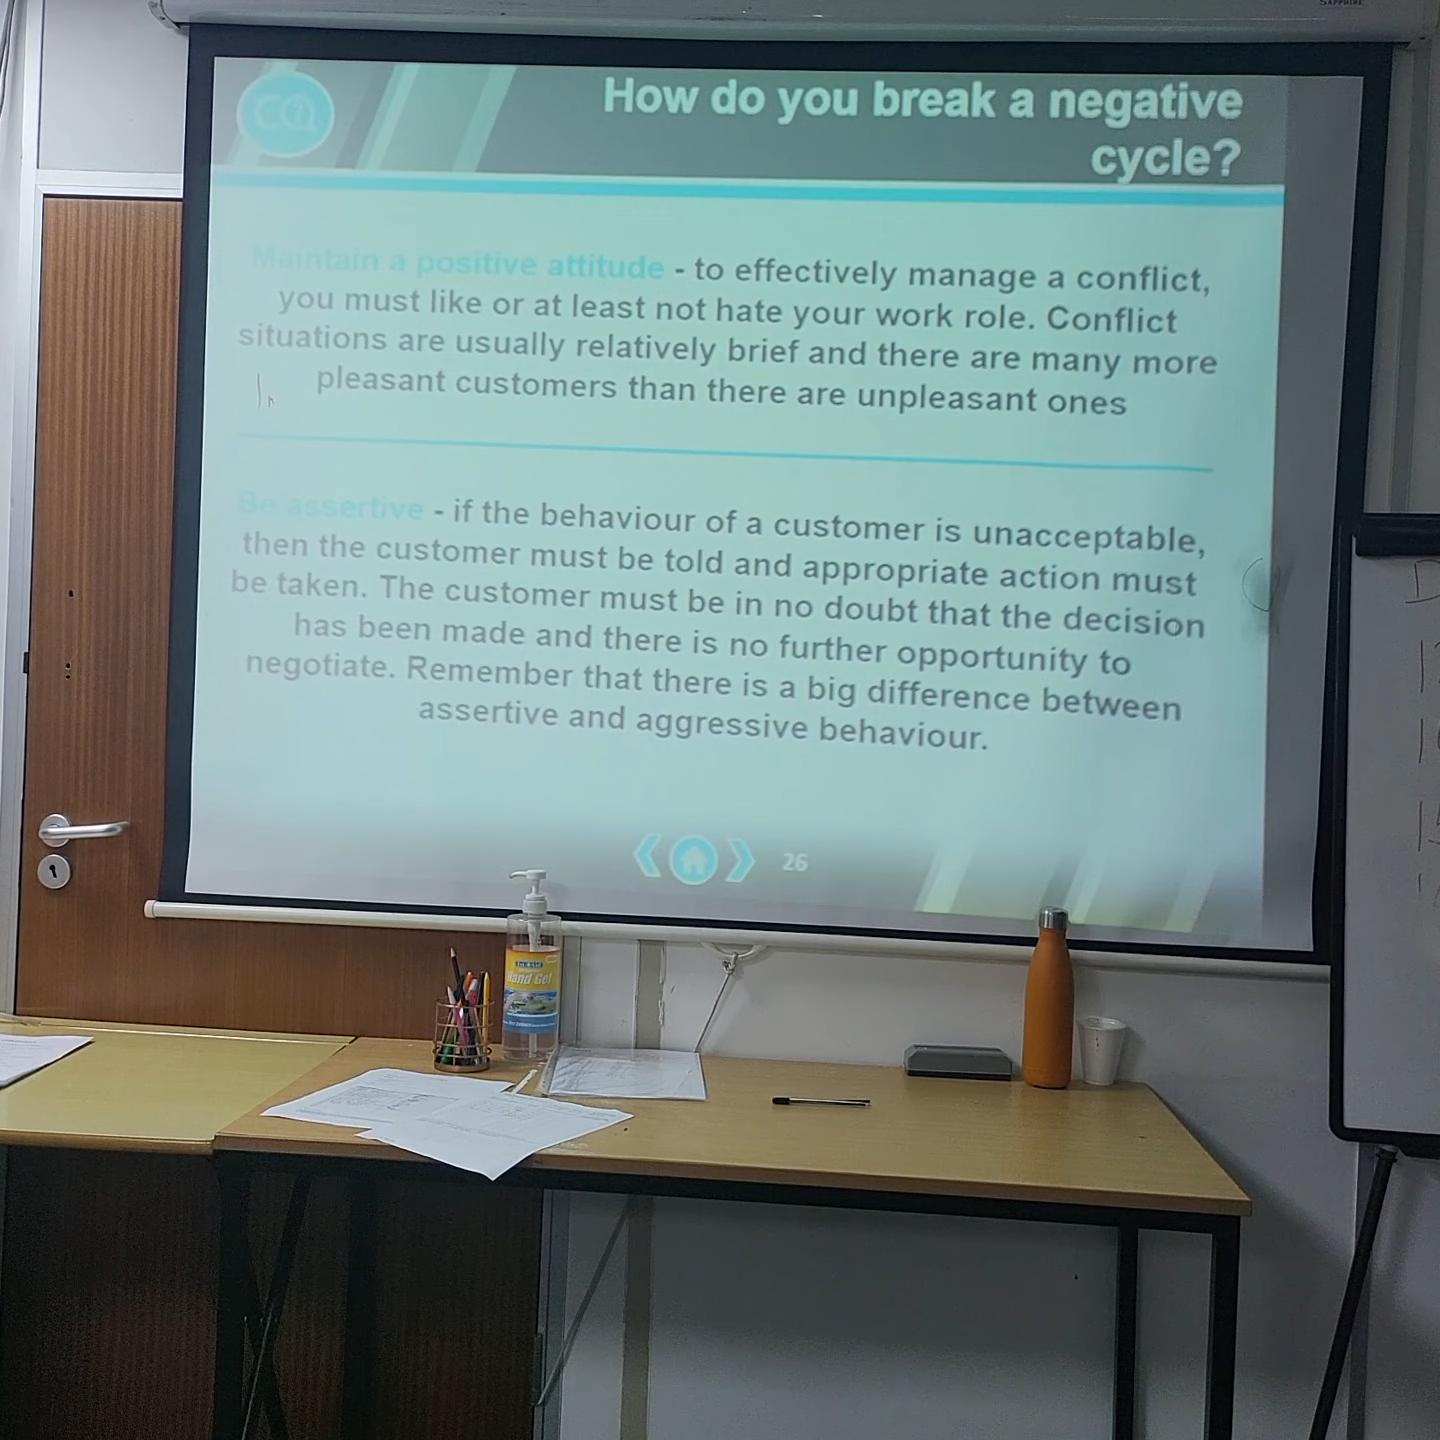 SAPPHIRE
How do you break a negative
cycle?
Maintain a positive attitude - to effectively manage a conflict,
you must like or at least not hate your work role. Conflict
situations are usually relatively brief and there are many more
pleasant customers than there are unpleasant ones
Be assertive - if the behaviour of a customer is unacceptable,
then the customer must be told and appropriate action must
be taken. The customer must be in no doubt that the decision
has been made and there is no further opportunity to
negotiate. Remember that there is a big difference between
assertive and aggressive behaviour.
26
Hand Gel